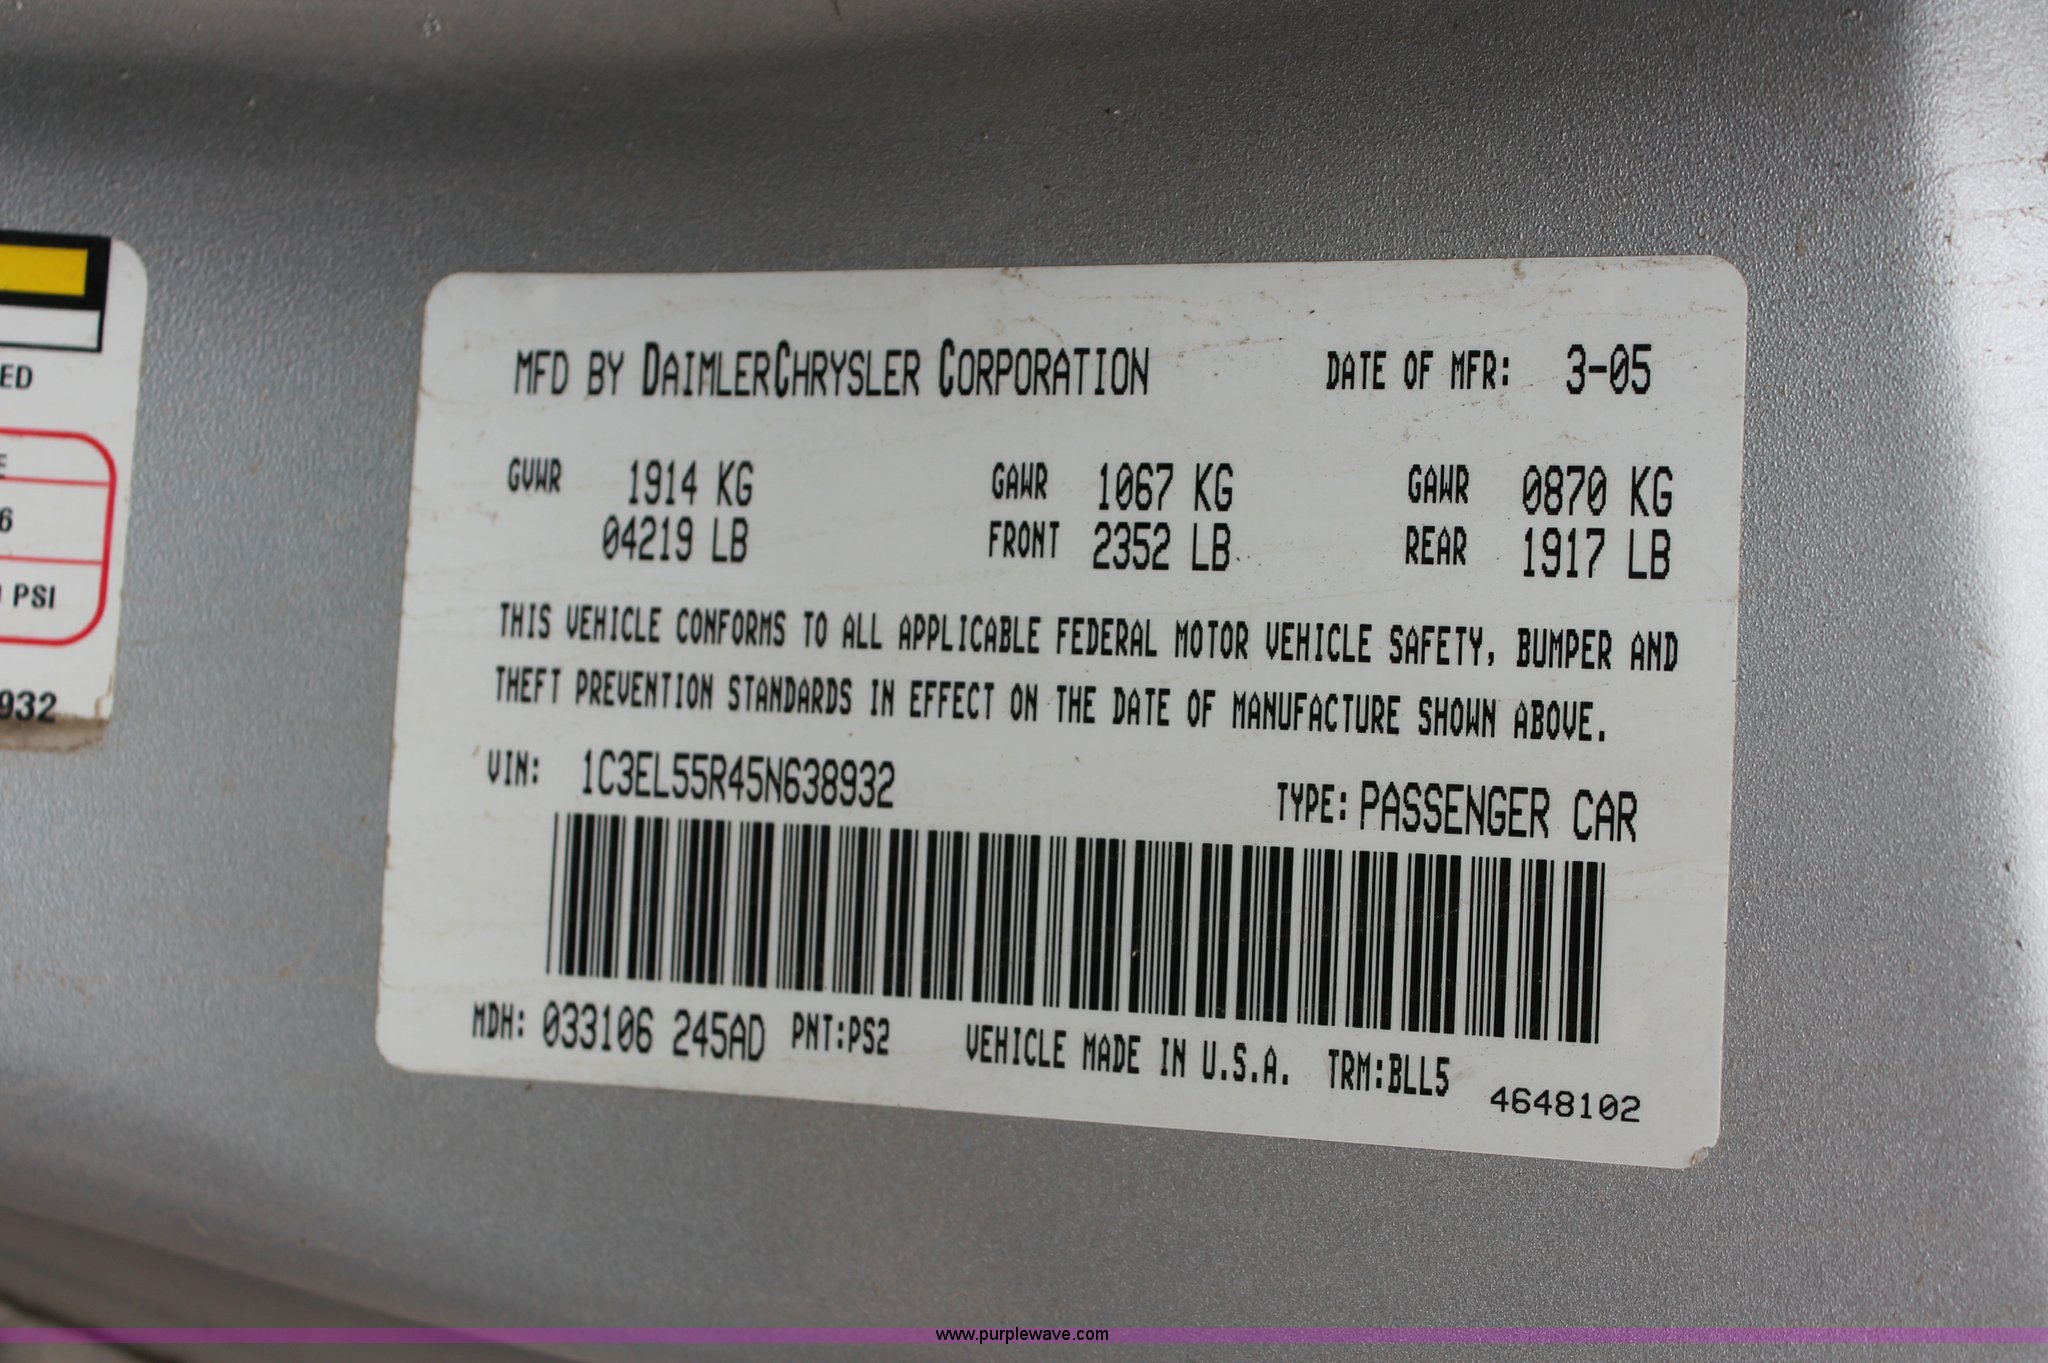 MFD BY DAIMLERCHRYSLER CORPORATION DATE OF MFR: 3-05
GVWR 1914 KG GAWR 1067 KG GAWR 0870 KG
04219 LB FRONT 2352 LB REAR 1917 LB
THIS VEHICLE CONFORMS TO ALL APPLICABLE FEDERAL MOTOR VEHICLE SAFETY, BUMPER AND
THEFT PREVENTION STANDARDS IN EFFECT ON THE DATE OF MANUFACTURE SHOWN ABOVE.
VIN: 1C3EL55R45N638932
TYPE: PASSENGER CAR
MDH: 033106 245AD PNT:PS2 VEHICLE MADE IN U.S.A. TRM:BLL5
4648102
ED
E
6
PSI
932
www.purplewave.com